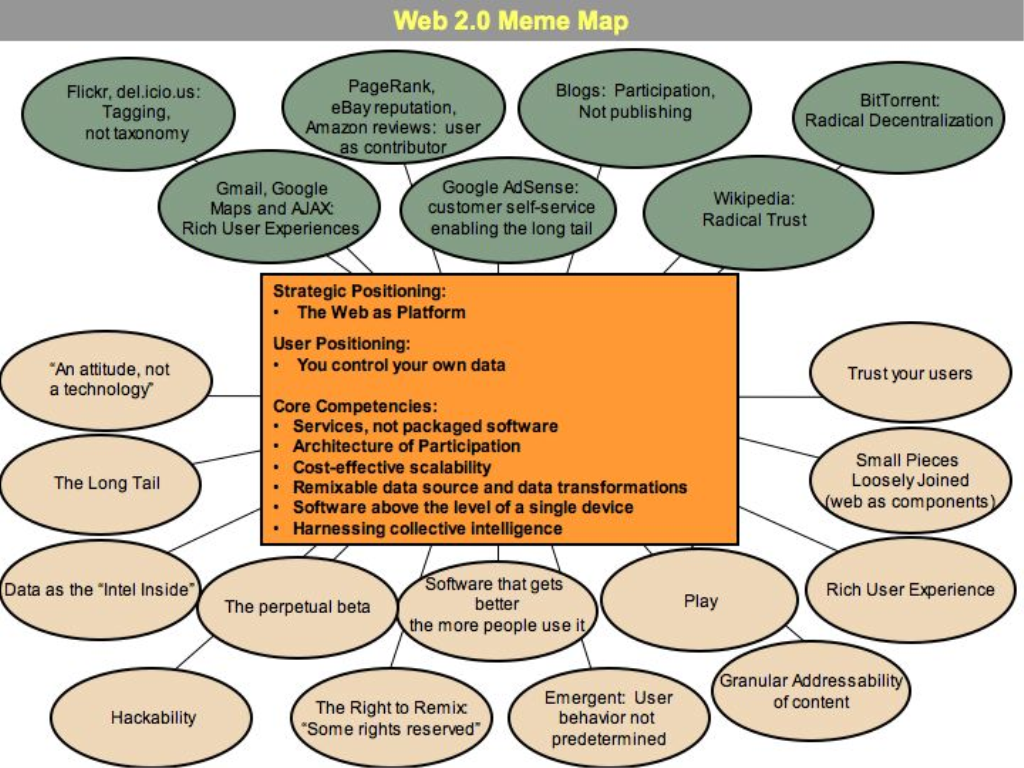 Web 2.0 Meme Map
Flickr, del.icio.us:
Tagging,
not taxonomy
PageRank,
eBay reputation,
Amazon reviews: user
as contributor
Blogs: Participation,
Not publishing
BitTorrent:
Radical Decentralization
Gmail, Google
Maps and AJAX:
Rich User Experiences
Google AdSense:
customer self-service
enabling the long tail
Wikipedia:
Radical Trust
Strategic Positioning:
• The Web as Platform
User Positioning:
• You control your own data
Core Competencies:
• Services, not packaged software
• Architecture of Participation
• Cost-effective scalability
• Remixable data source and data transformations
• Software above the level of a single device
• Harnessing collective intelligence
“An attitude, not
a technology”
The Long Tail
Data as the “Intel Inside”
Trust your users
Small Pieces
Loosely Joined
(web as components)
Rich User Experience
The perpetual beta
Software that gets
better
the more people use it
Play
Hackability
The Right to Remix:
“Some rights reserved”
Emergent: User
behavior not
predetermined
Granular Addressability
of content